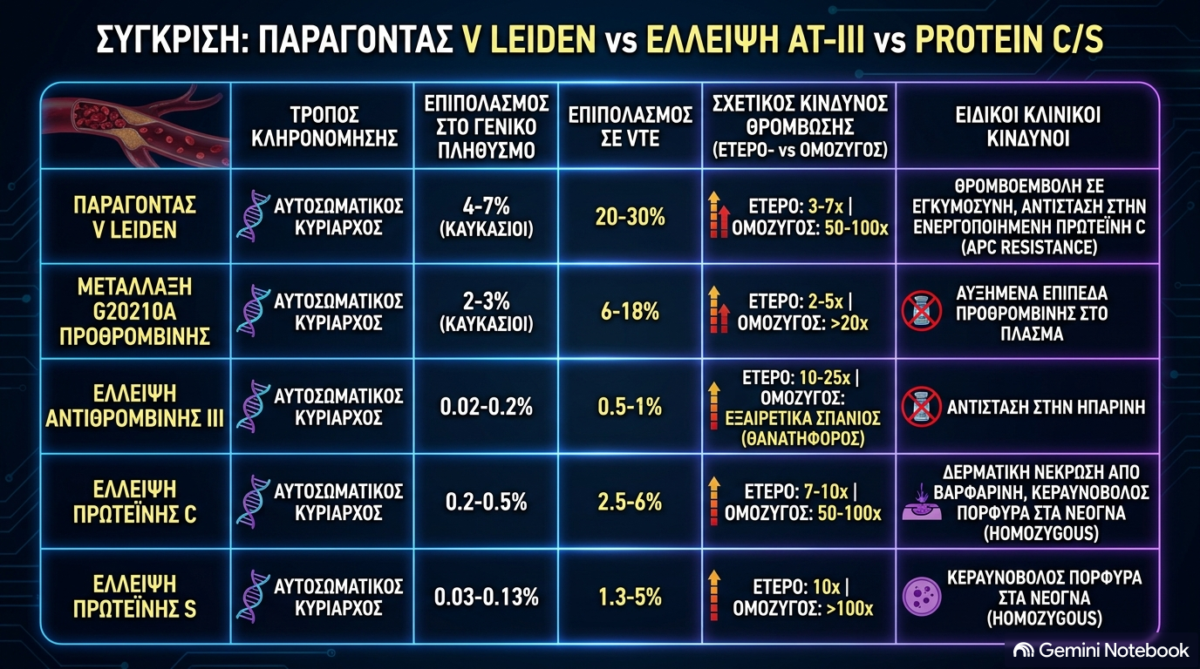 ΣΥΓΚΡΙΣΗ: ΠΑΡΑΓΟΝΤΑΣ V LEIDEN vs ΕΛΛΕΙΨΗ AT-III vs PROTEIN C/S
ΤΡΟΠΟΣ
ΚΛΗΡΟΝΟΜΗΣΗΣ
ΕΠΙΠΟΛΑΣΜΟΣ
ΣΤΟ ΓΕΝΙΚΟ
ΠΛΗΘΥΣΜΟ
ΕΠΙΠΟΛΑΣΜΟΣ
ΣΕ VTE
ΣΧΕΤΙΚΟΣ ΚΙΝΔΥΝΟΣ
ΘΡΟΜΒΩΣΗΣ
(ΕΤΕΡΟ- vs ΟΜΟΖΥΓΟΣ)
ΕΙΔΙΚΟΙ ΚΛΙΝΙΚΟΙ
ΚΙΝΔΥΝΟΙ
ΠΑΡΑΓΟΝΤΑΣ
V LEIDEN
ΑΥΤΟΣΩΜΑΤΙΚΟΣ
ΚΥΡΙΑΡΧΟΣ
4-7%
(ΚΑΥΚΑΣΙΟΙ)
20-30%
ΕΤΕΡΟ: 3-7x |
ΟΜΟΖΥΓΟΣ: 50-100x
ΘΡΟΜΒΟΕΜΒΟΛΗ ΣΕ
ΕΓΚΥΜΟΣΥΝΗ, ΑΝΤΙΣΤΑΣΗ ΣΤΗΝ
ΕΝΕΡΓΟΠΟΙΗΜΕΝΗ ΠΡΩΤΕΪΝΗ C
(APC RESISTANCE)
ΜΕΤΑΛΛΑΞΗ
G20210A
ΠΡΟΘΡΟΜΒΙΝΗΣ
ΑΥΤΟΣΩΜΑΤΙΚΟΣ
ΚΥΡΙΑΡΧΟΣ
2-3%
(ΚΑΥΚΑΣΙΟΙ)
6-18%
ΕΤΕΡΟ: 2-5x |
ΟΜΟΖΥΓΟΣ: >20x
ΑΥΞΗΜΕΝΑ ΕΠΙΠΕΔΑ
ΠΡΟΘΡΟΜΒΙΝΗΣ ΣΤΟ
ΠΛΑΣΜΑ
ΕΛΛΕΙΨΗ
ΑΝΤΙΘΡΟΜΒΙΝΗΣ III
ΑΥΤΟΣΩΜΑΤΙΚΟΣ
ΚΥΡΙΑΡΧΟΣ
0.02-0.2%
0.5-1%
ΕΤΕΡΟ: 10-25x |
ΟΜΟΖΥΓΟΣ:
ΕΞΑΙΡΕΤΙΚΑ ΣΠΑΝΙΟΣ
(ΘΑΝΑΤΗΦΟΡΟΣ)
ΑΝΤΙΣΤΑΣΗ ΣΤΗΝ ΗΠΑΡΙΝΗ
ΕΛΛΕΙΨΗ
ΠΡΩΤΕΪΝΗΣ C
ΑΥΤΟΣΩΜΑΤΙΚΟΣ
ΚΥΡΙΑΡΧΟΣ
0.2-0.5%
2.5-6%
ΕΤΕΡΟ: 7-10x |
ΟΜΟΖΥΓΟΣ: 50-100x
ΔΕΡΜΑΤΙΚΗ ΝΕΚΡΩΣΗ ΑΠΟ
ΒΑΡΦΑΡΙΝΗ, ΚΕΡΑΥΝΟΒΟΛΟΣ
ΠΟΡΦΥΡΑ ΣΤΑ ΝΕΟΓΝΑ
(HOMOZYGOUS)
ΕΛΛΕΙΨΗ
ΠΡΩΤΕΪΝΗΣ S
ΑΥΤΟΣΩΜΑΤΙΚΟΣ
ΚΥΡΙΑΡΧΟΣ
0.03-0.13%
1.3-5%
ΕΤΕΡΟ: 10x |
ΟΜΟΖΥΓΟΣ: >100x
ΚΕΡΑΥΝΟΒΟΛΟΣ ΠΟΡΦΥΡΑ
ΣΤΑ ΝΕΟΓΝΑ
(HOMOZYGOUS)
Gemini Notebook